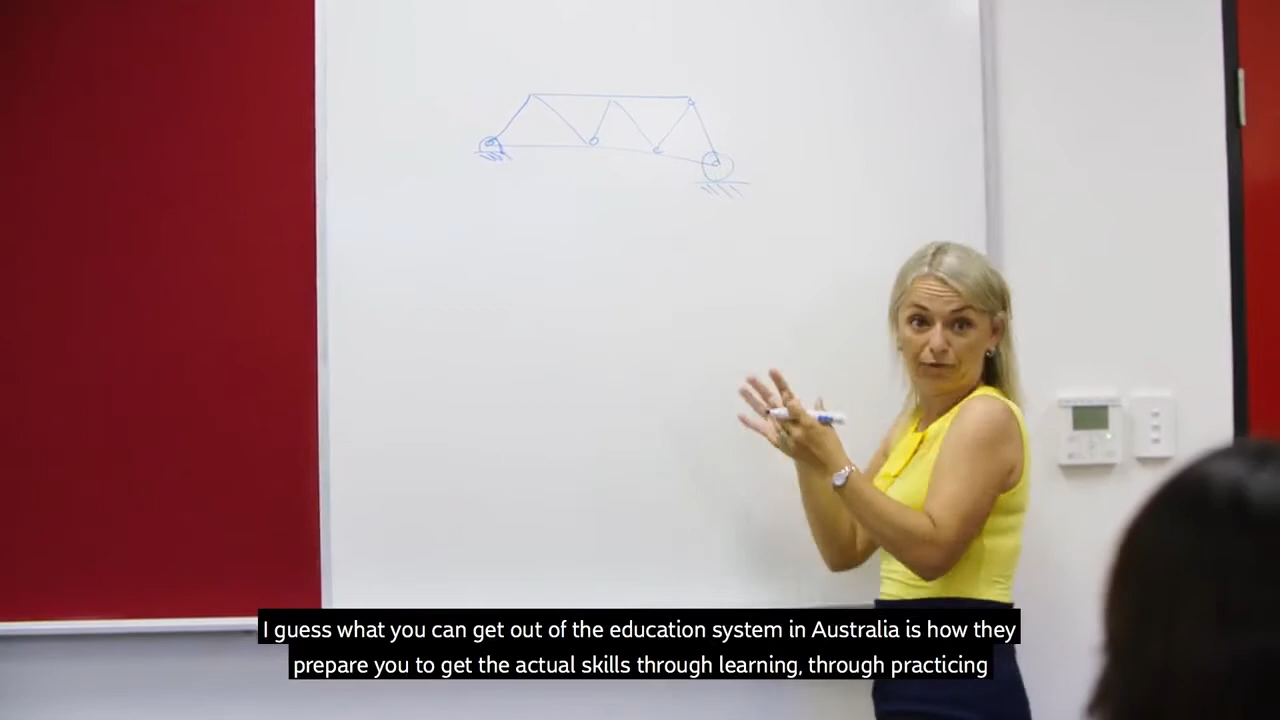 I guess what you can get out of the education system in Australia is how they
prepare you to get the actual skills through learning, through practicing